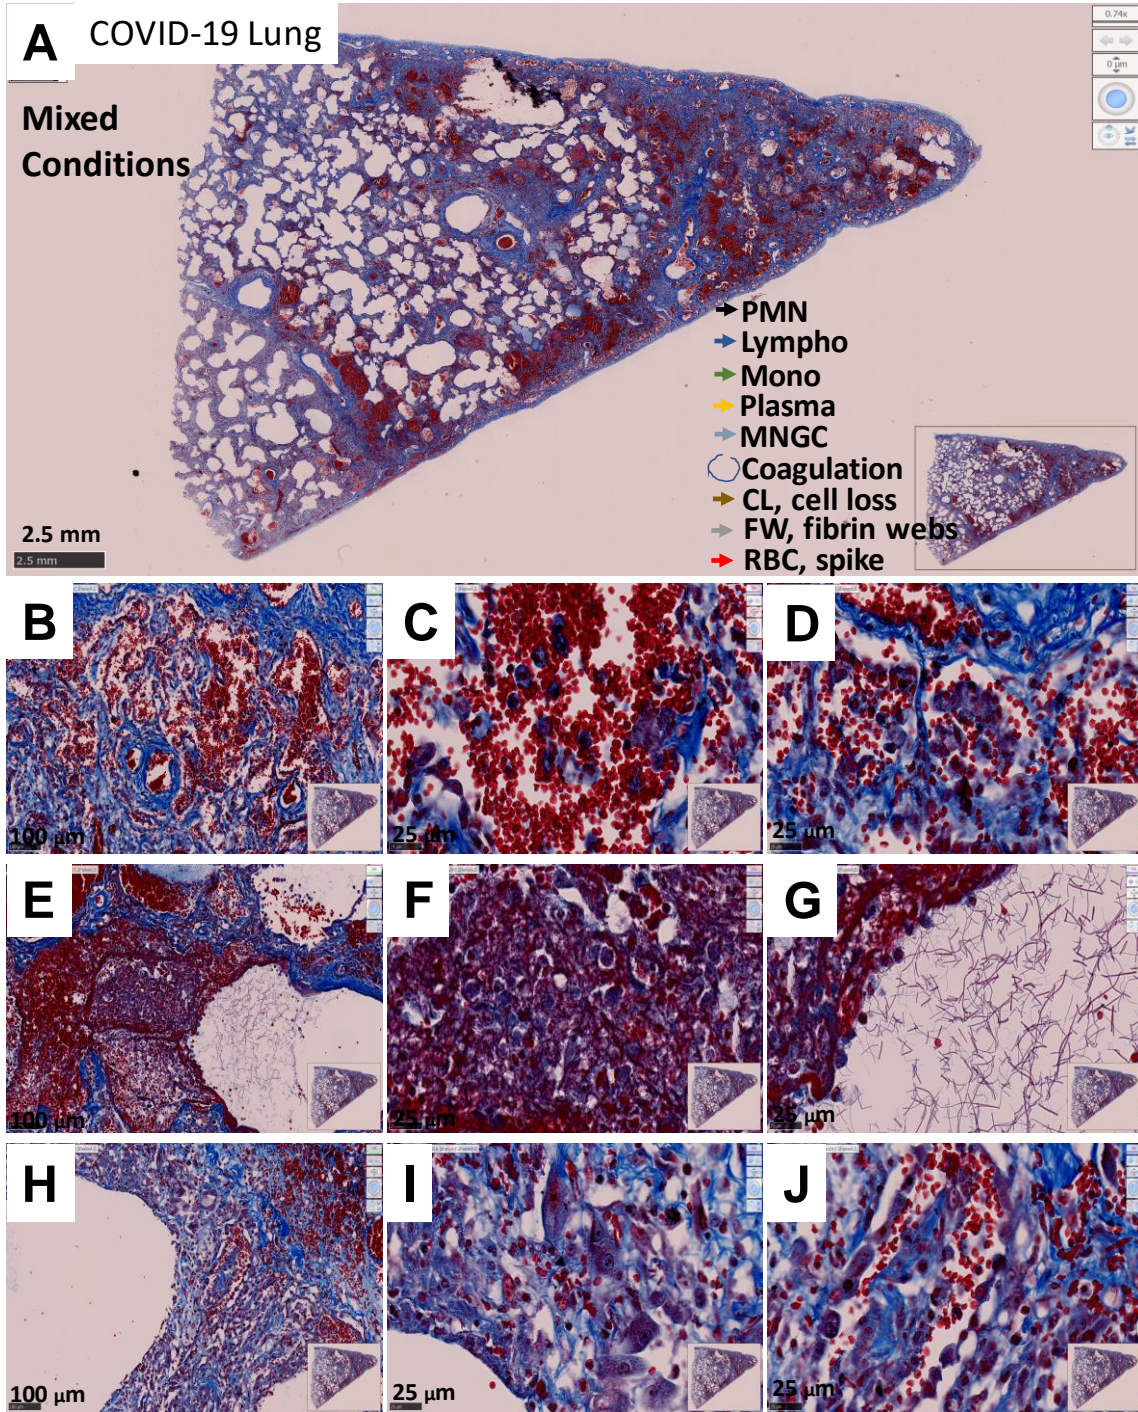 A COVID-19 Lung
Mixed
Conditions
0.74x
0 µm
PMN
Lympho
Mono
Plasma
MNGC
Coagulation
CL, cell loss
FW, fibrin webs
RBC, spike
2.5 mm
2.5 mm
B
100 µm
C
25 µm
D
25 µm
E
100 µm
F
25 µm
G
25 µm
H
100 µm
I
25 µm
J
25 µm